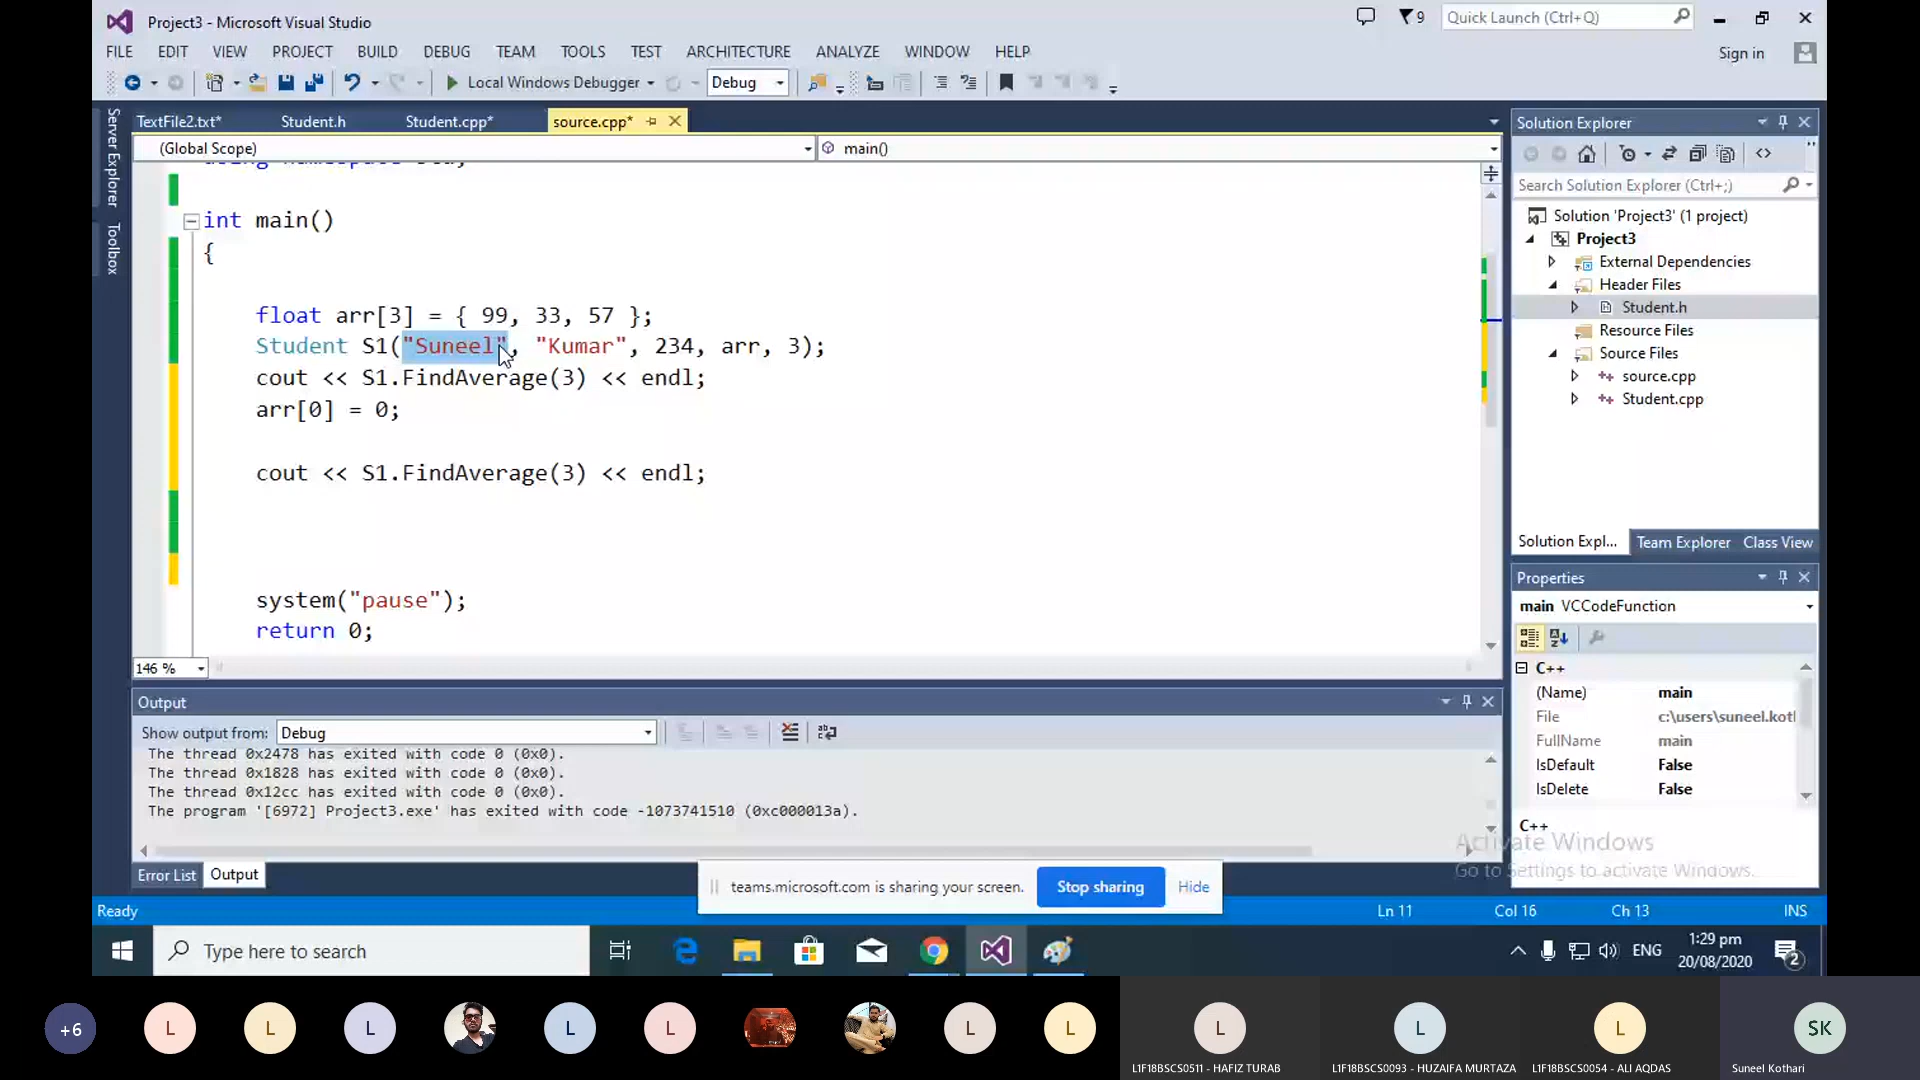 Project3 - Microsoft Visual Studio
9
Quick Launch (Ctrl+Q)
FILE EDIT VIEW PROJECT BUILD DEBUG TEAM TOOLS TEST ARCHITECTURE ANALYZE WINDOW HELP
Sign in
Local Windows Debugger
Debug
Server Explorer
Toolbox
TextFile2.txt*
Student.h
Student.cpp*
source.cpp*
(Global Scope)
main()
int main()
{
float arr[3] = { 99, 33, 57 };
Student S1("Suneel", "Kumar", 234, arr, 3);
cout << S1.FindAverage(3) << endl;
arr[0] = 0;
cout << S1.FindAverage(3) << endl;
system("pause");
return 0;
146 %
Output
Show output from: Debug
The thread 0x2478 has exited with code 0 (0x0).
The thread 0x1828 has exited with code 0 (0x0).
The thread 0x12cc has exited with code 0 (0x0).
The program '[6972] Project3.exe' has exited with code -1073741510 (0xc000013a).
Error List
Output
Solution Explorer
Search Solution Explorer (Ctrl+;)
Solution 'Project3' (1 project)
Project3
External Dependencies
Header Files
Student.h
Resource Files
Source Files
source.cpp
Student.cpp
Solution Expl...
Team Explorer
Class View
Properties
main VCCodeFunction
C++
(Name) main
File c:\users\suneel.kotl
FullName main
IsDefault False
IsDelete False
C++
Activate Windows
Go to Settings to activate Windows.
teams.microsoft.com is sharing your screen.
Stop sharing
Hide
Ready
Ln 11
Col 16
Ch 13
INS
Type here to search
ENG
1:29 pm
20/08/2020
2
+6
L
L
L
L
L
L
L
L
L
L
SK
L1F18BSCS0511 - HAFIZ TURAB
L1F18BSCS0093 - HUZAIFA MURTAZA
L1F18BSCS0054 - ALI AQDAS
Suneel Kothari